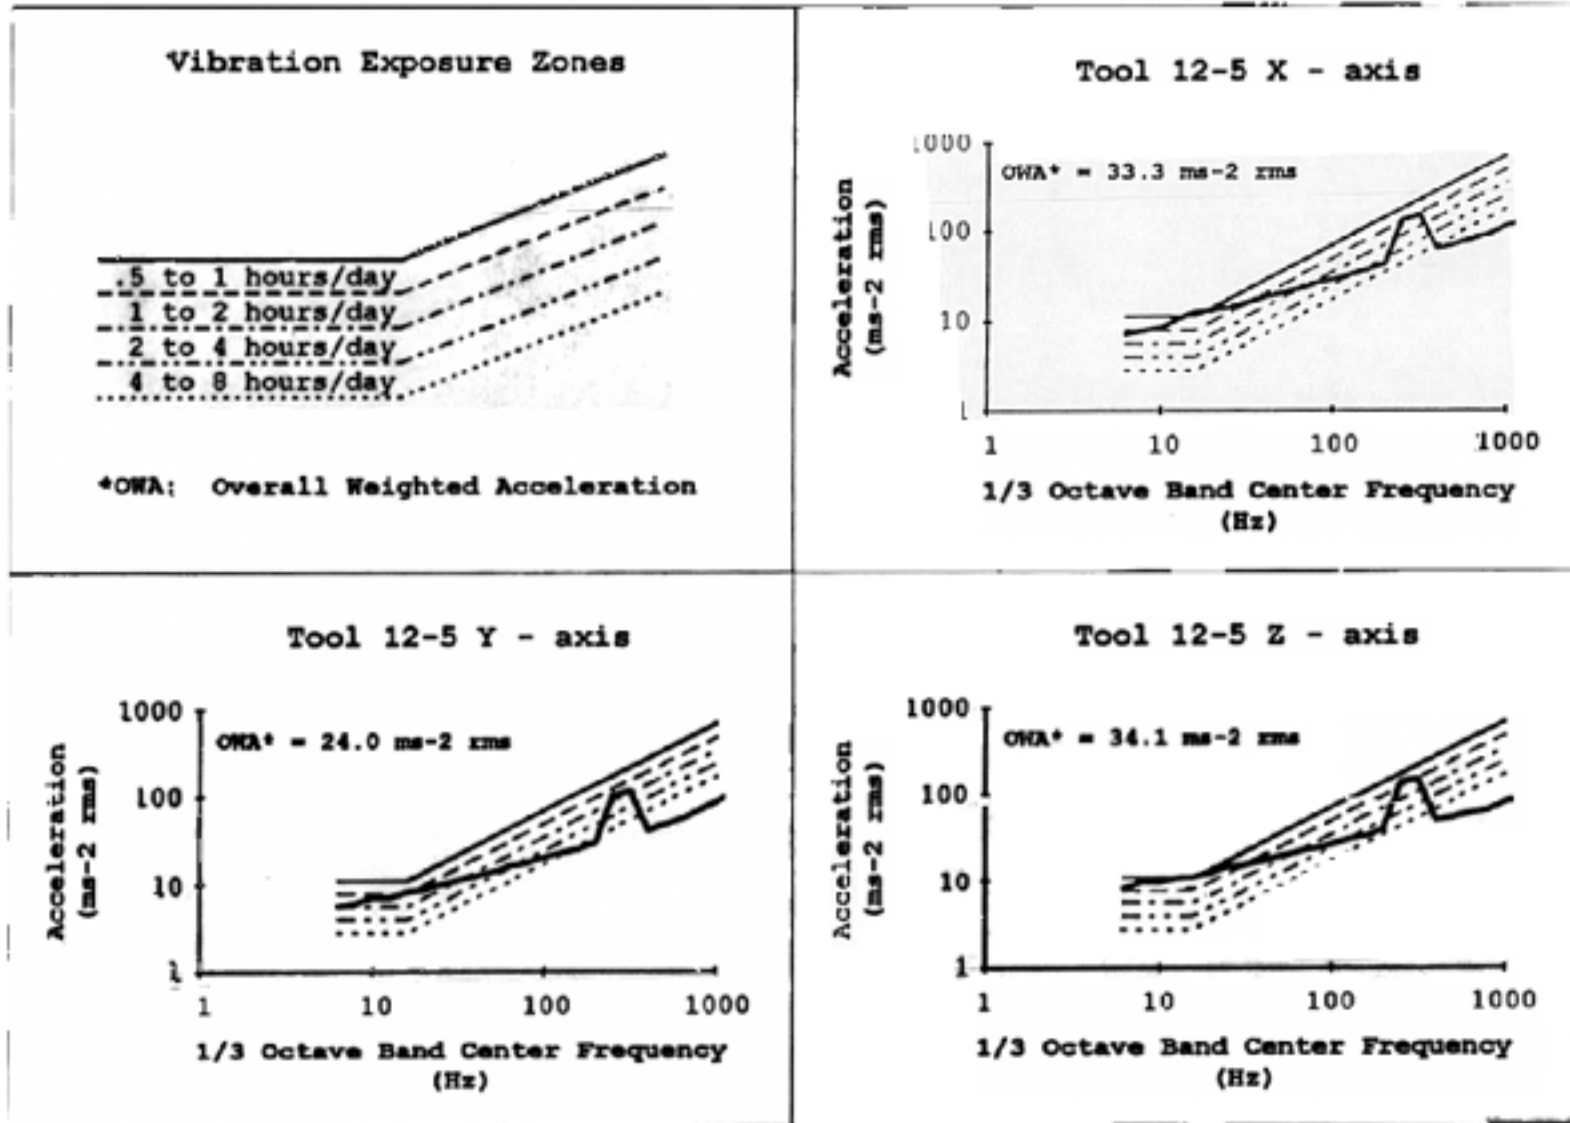 Vibration Exposure Zones
.5 to 1 hours/day
1 to 2 hours/day
2 to 4 hours/day
4 to 8 hours/day
*OWA: Overall Weighted Acceleration
Tool 12-5 X - axis
OWA* = 33.3 ms-2 rms
Acceleration
(ms-2 rms)
1000
100
10
1
1
10
100
1000
1/3 Octave Band Center Frequency
(Hz)
Tool 12-5 Y - axis
OWA* = 24.0 ms-2 rms
Acceleration
(ms-2 rms)
1000
100
10
1
1
10
100
1000
1/3 Octave Band Center Frequency
(Hz)
Tool 12-5 Z - axis
OWA* = 34.1 ms-2 rms
Acceleration
(ms-2 rms)
1000
100
10
1
1
10
100
1000
1/3 Octave Band Center Frequency
(Hz)